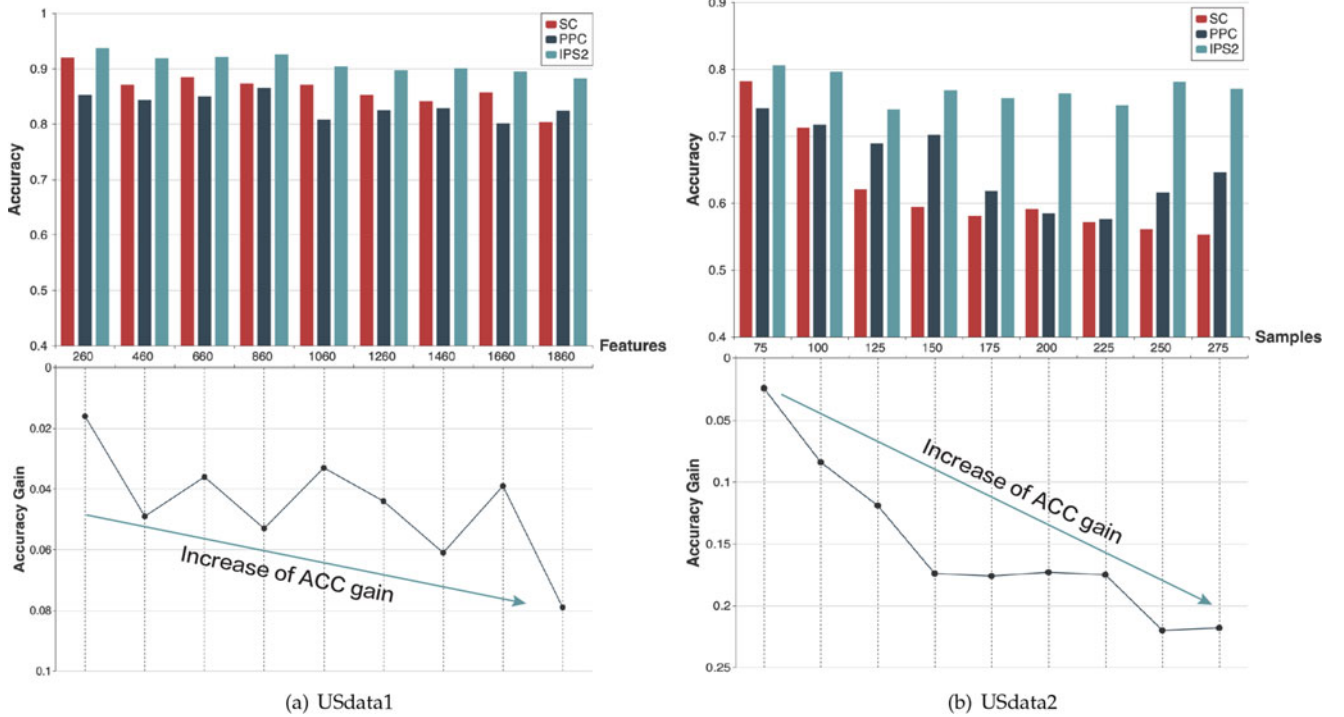 1
0.9
0.8
0.7
0.6
0.5
0.4
Accuracy
SC
PPC
IPS2
260 460 660 860 1060 1260 1460 1660 1860
Features
0
0.02
0.04
0.06
0.08
0.1
Accuracy Gain
Increase of ACC gain
(a) USdata1
0.9
0.8
0.7
0.6
0.5
0.4
Accuracy
SC
PPC
IPS2
75 100 125 150 175 200 225 250 275
Samples
0
0.05
0.1
0.15
0.2
0.25
Accuracy Gain
Increase of ACC gain
(b) USdata2